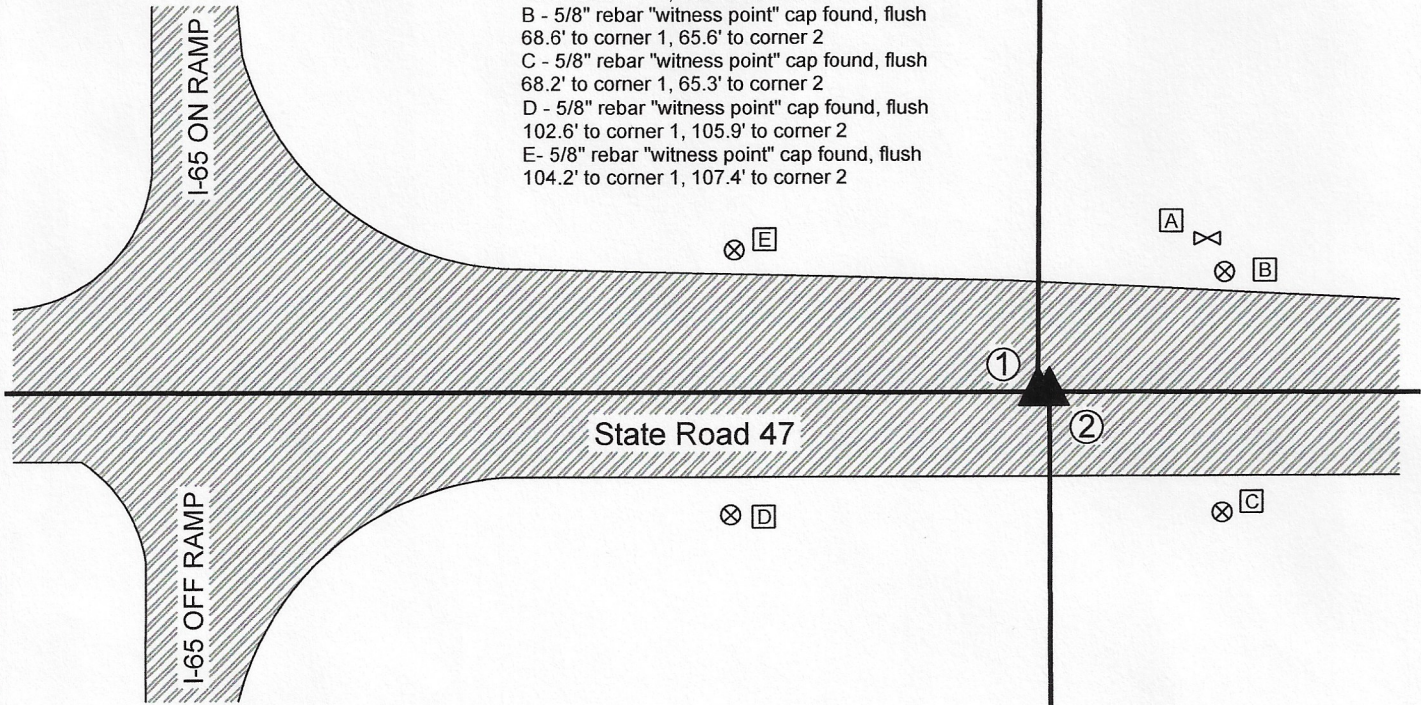 B - 5/8" rebar "witness point" cap found, flush
68.6' to corner 1, 65.6' to corner 2
C - 5/8" rebar "witness point" cap found, flush
68.2' to corner 1, 65.3' to corner 2
D - 5/8" rebar "witness point" cap found, flush
102.6' to corner 1, 105.9' to corner 2
E- 5/8" rebar "witness point" cap found, flush
104.2' to corner 1, 107.4' to corner 2
I-65 ON RAMP
A
E
B
1
2
State Road 47
C
D
I-65 OFF RAMP